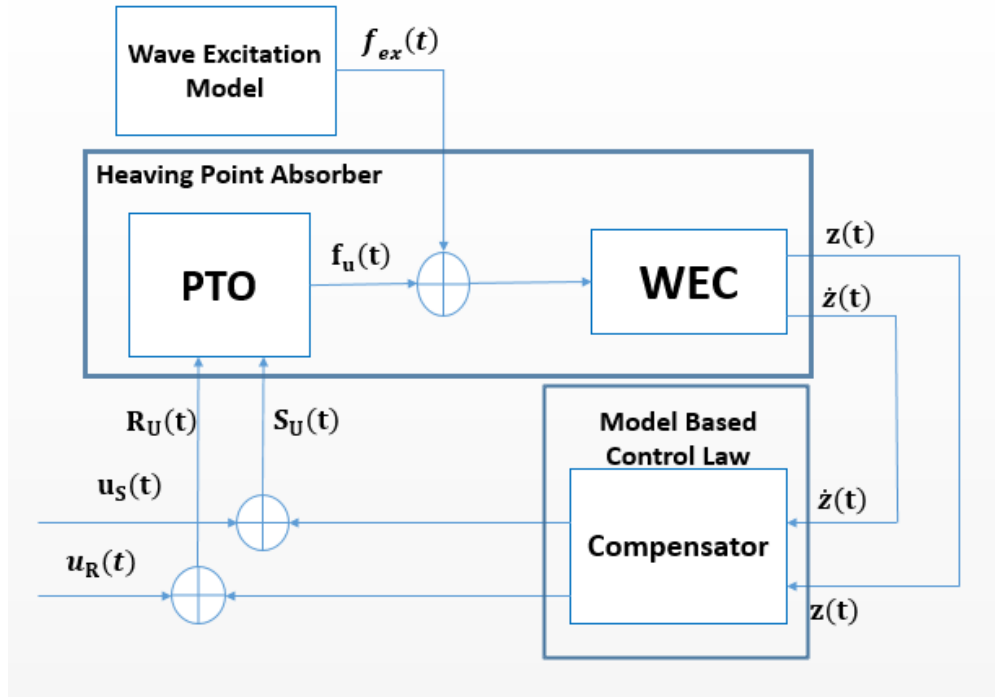 Wave Excitation
Model
f_ex(t)
Heaving Point Absorber
PTO
f_u(t)
WEC
z(t)
ż(t)
R_U(t)
S_U(t)
Model Based
Control Law
u_S(t)
ż(t)
Compensator
u_R(t)
z(t)